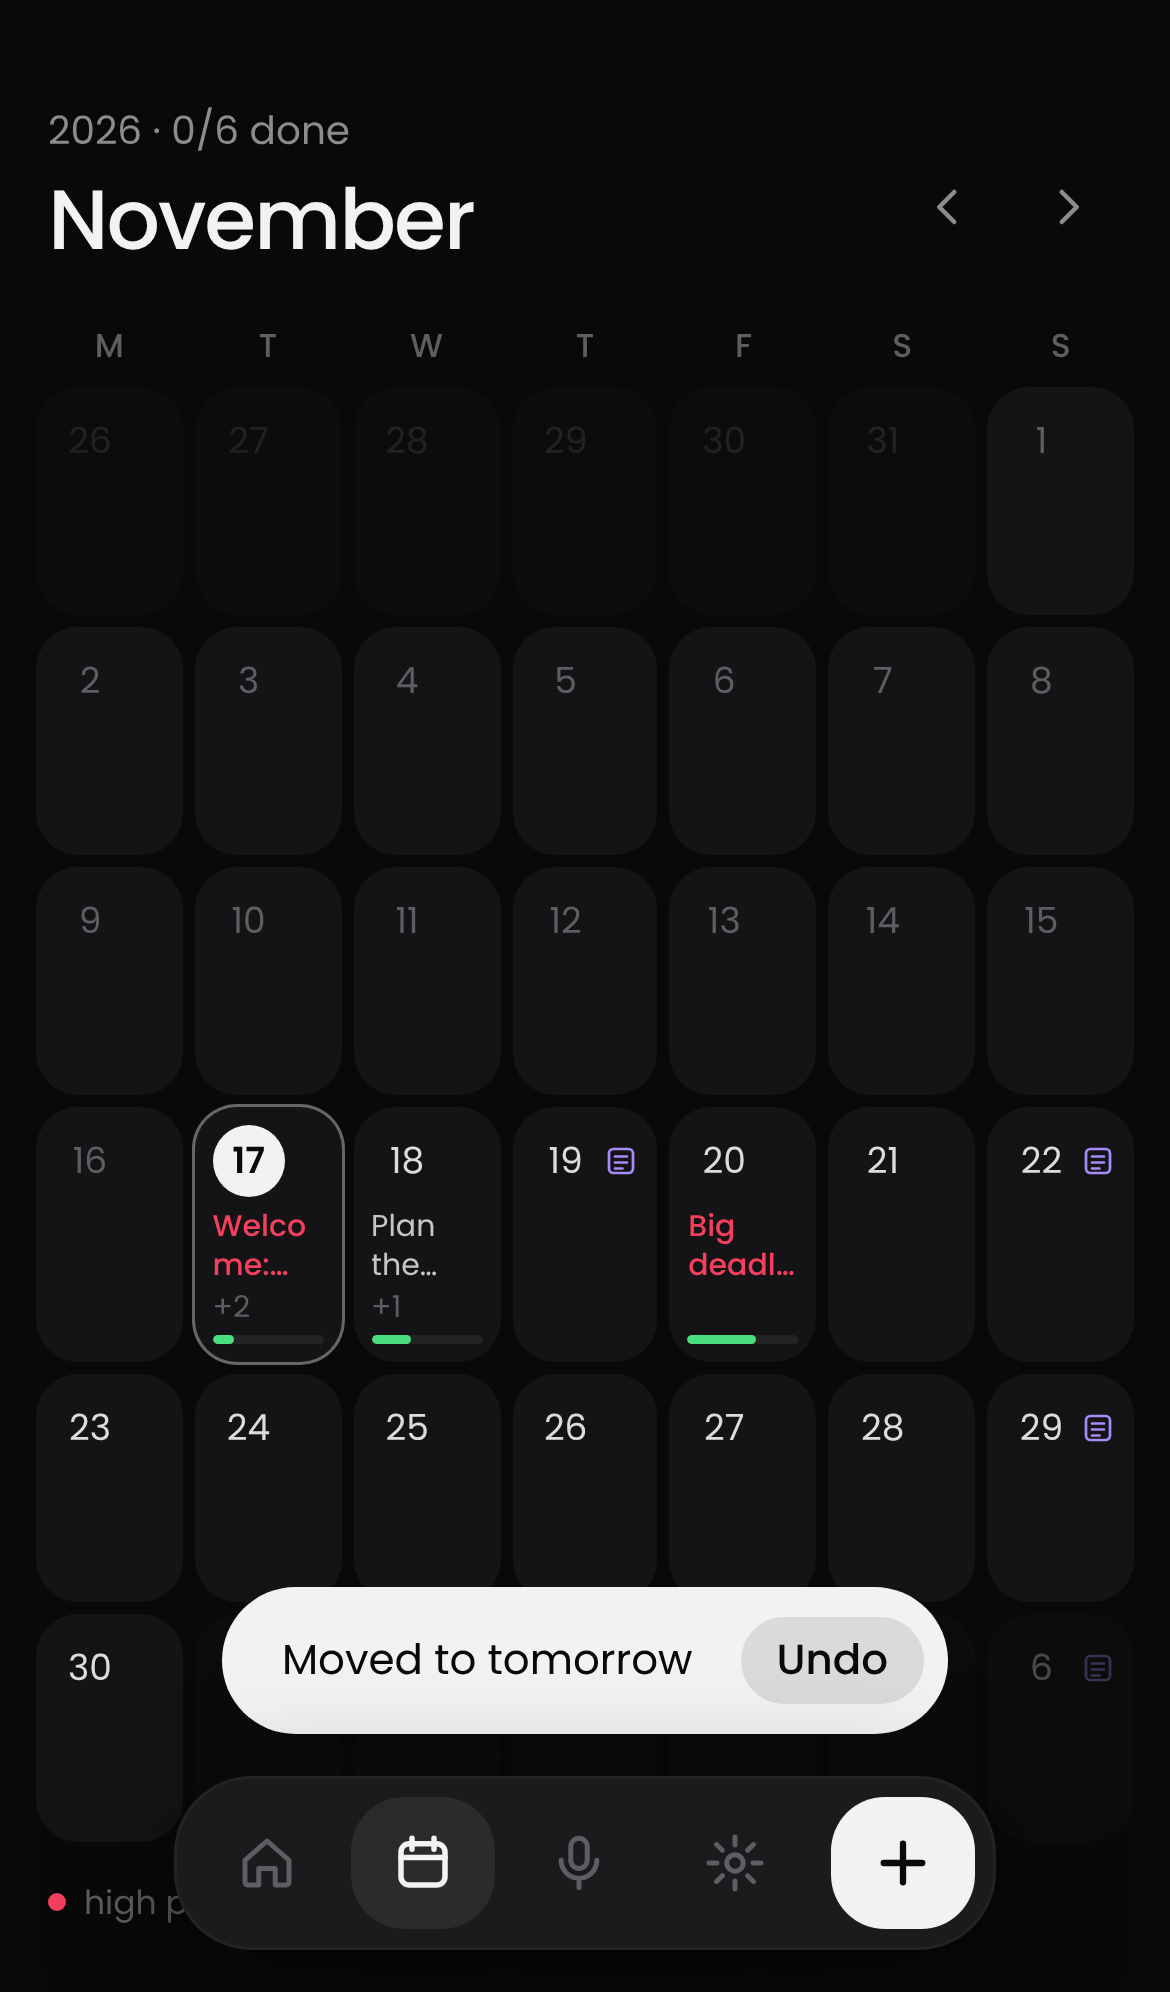 2026 · 0/6 done
November
M T W T F S S
26 27 28 29 30 31 1
2 3 4 5 6 7 8
9 10 11 12 13 14 15
16 17 18 19 20 21 22
Welco Plan Big
me:... the... deadl...
+2 +1
23 24 25 26 27 28 29
30 6
Moved to tomorrow Undo
high